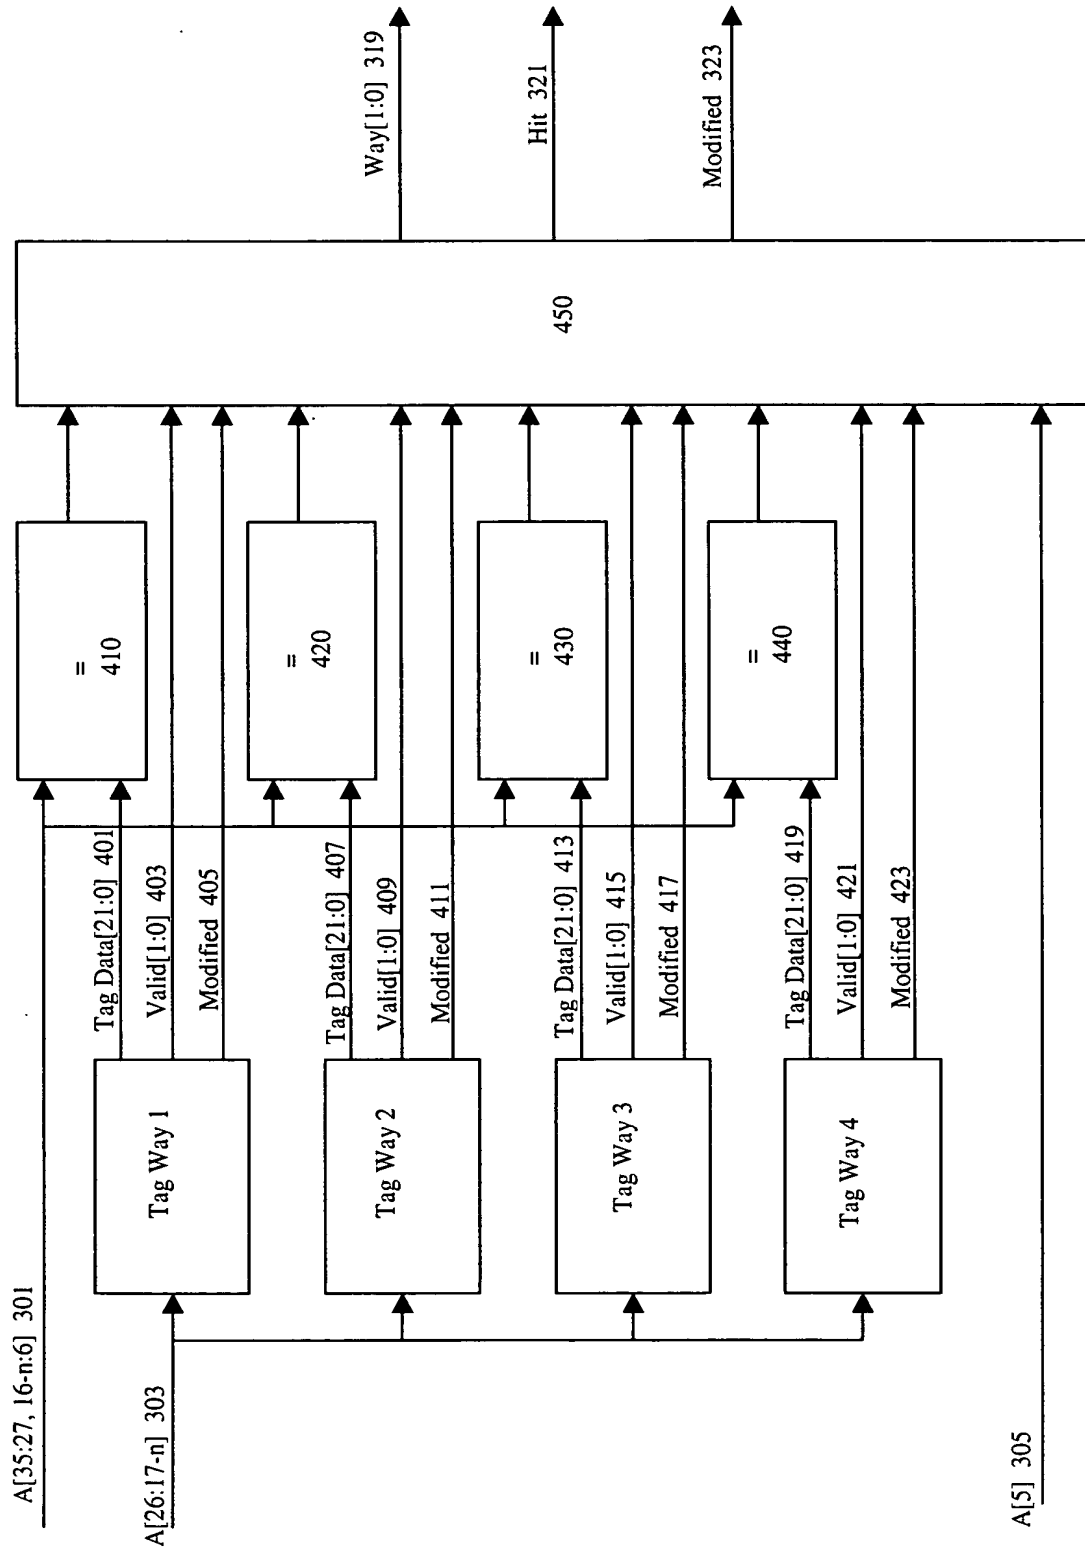 A[35:27, 16-n:6] 301
A[26:17-n] 303
A[5] 305
Tag Way 1
Tag Way 2
Tag Way 3
Tag Way 4
Tag Data[21:0] 401
Valid[1:0] 403
Modified 405
Tag Data[21:0] 407
Valid[1:0] 409
Modified 411
Tag Data[21:0] 413
Valid[1:0] 415
Modified 417
Tag Data[21:0] 419
Valid[1:0] 421
Modified 423
=
410
=
420
=
430
=
440
450
Way[1:0] 319
Hit 321
Modified 323